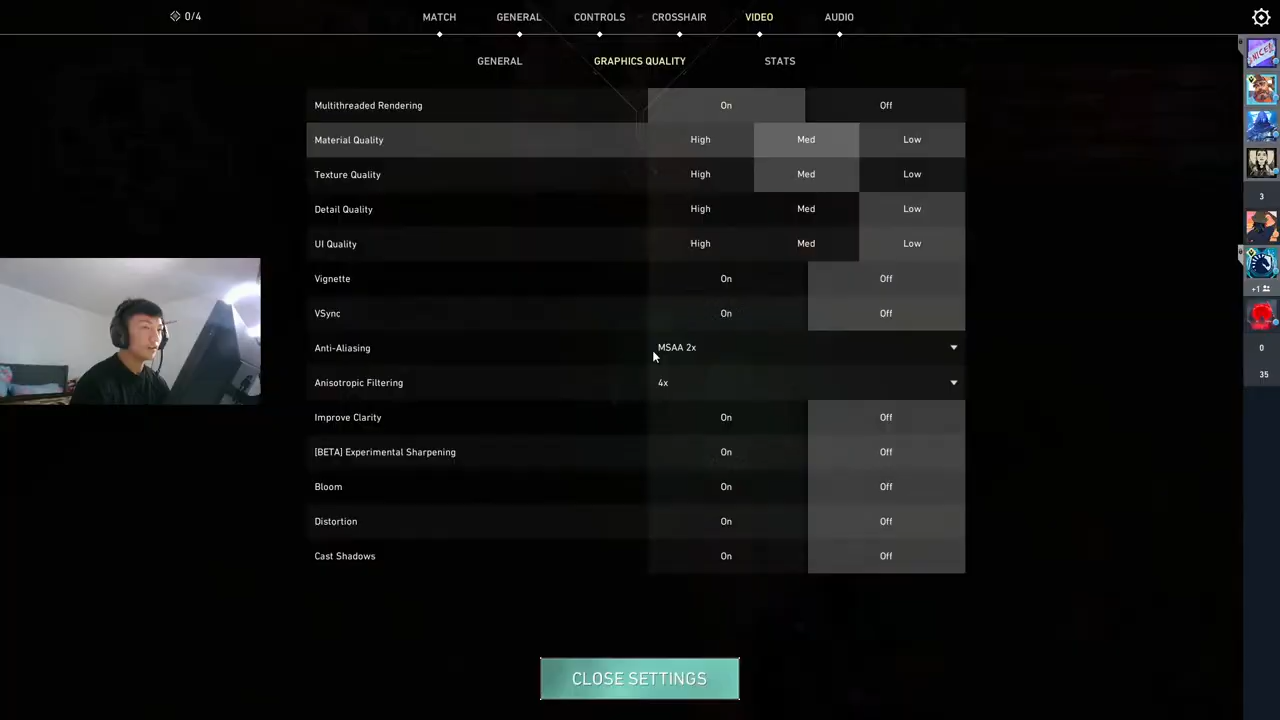 0/4
MATCH GENERAL CONTROLS CROSSHAIR VIDEO AUDIO
GENERAL GRAPHICS QUALITY STATS
Multithreaded Rendering On Off
Material Quality High Med Low
Texture Quality High Med Low
Detail Quality High Med Low
UI Quality High Med Low
Vignette On Off
VSync On Off
Anti-Aliasing MSAA 2x
Anisotropic Filtering 4x
Improve Clarity On Off
[BETA] Experimental Sharpening On Off
Bloom On Off
Distortion On Off
Cast Shadows On Off
CLOSE SETTINGS
NICE!
3
+1
0
35